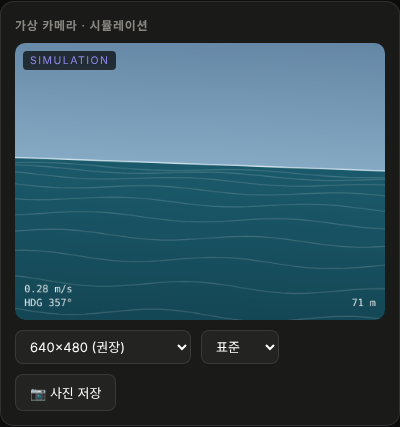 가상 카메라 · 시뮬레이션
SIMULATION
0.28 m/s
HDG 357°
71 m
640×480 (권장)
표준
📷 사진 저장